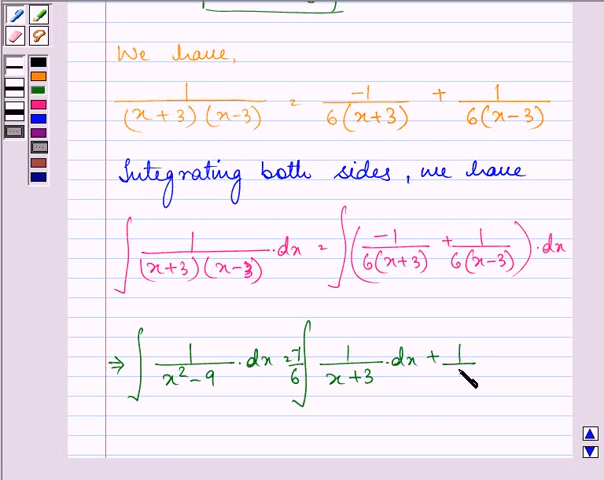 We have,
1/((x+3)(x-3)) = -1/(6(x+3)) + 1/(6(x-3))
Integrating both sides, we have
∫ 1/((x+3)(x-3)) · dx = ∫ ( -1/(6(x+3)) + 1/(6(x-3)) ) · dx
⇒ ∫ 1/(x² - 9) · dx = -1/6 ∫ 1/(x+3) · dx + 1/